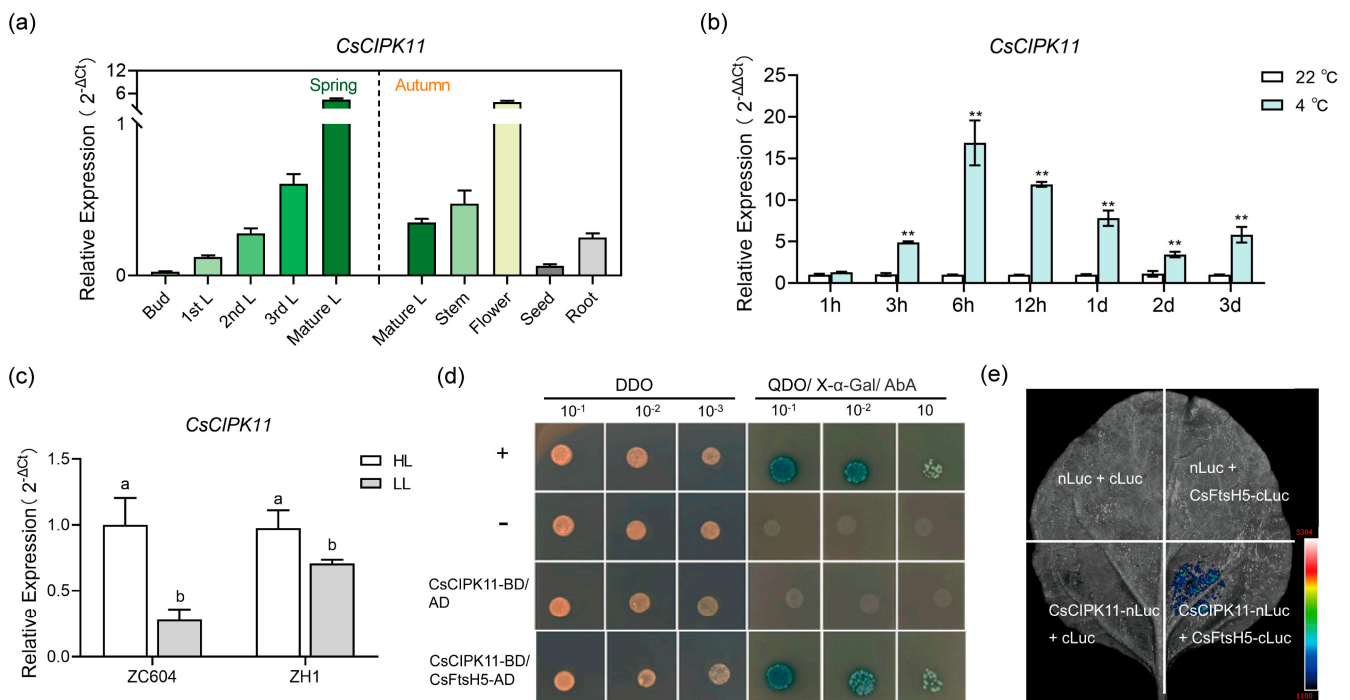 (a)
CsCIPK11
Relative Expression ( 2-ΔCt)
12
6
1
0
Spring
Autumn
Bud
1st L
2nd L
3rd L
Mature L
Mature L
Stem
Flower
Seed
Root
(b)
CsCIPK11
Relative Expression ( 2-ΔΔCt)
25
20
15
10
5
0
22 ℃
4 ℃
**
**
**
**
**
**
1h
3h
6h
12h
1d
2d
3d
(c)
CsCIPK11
Relative Expression ( 2-ΔCt)
1.5
1.0
0.5
0.0
HL
LL
a
b
a
b
ZC604
ZH1
(d)
DDO
QDO/ X-α-Gal/ AbA
10-1
10-2
10-3
10-1
10-2
10
+
-
CsCIPK11-BD/
AD
CsCIPK11-BD/
CsFtsH5-AD
(e)
nLuc + cLuc
nLuc +
CsFtsH5-cLuc
CsCIPK11-nLuc
+ cLuc
CsCIPK11-nLuc
+ CsFtsH5-cLuc
5304
1100